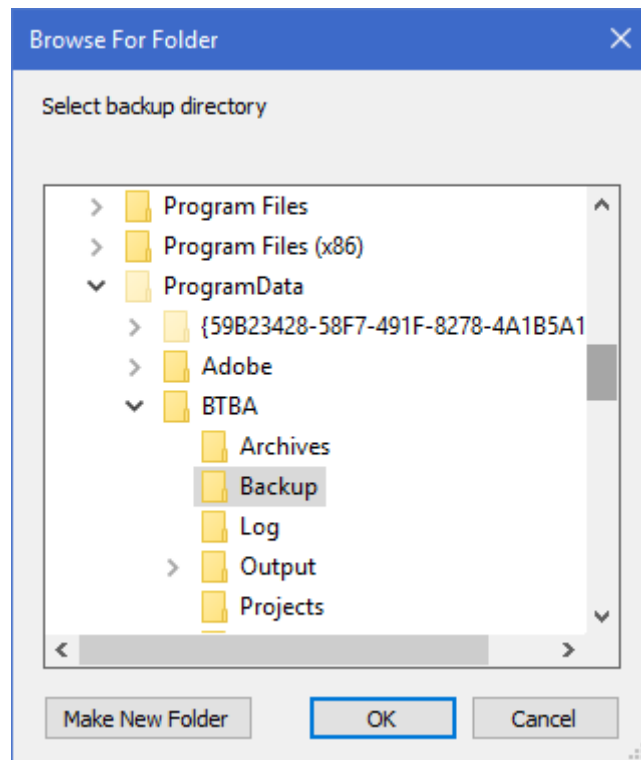 Browse For Folder
Select backup directory
Program Files
Program Files (x86)
ProgramData
{59B23428-58F7-491F-8278-4A1B5A1
Adobe
BTBA
Archives
Backup
Log
Output
Projects
Make New Folder OK Cancel